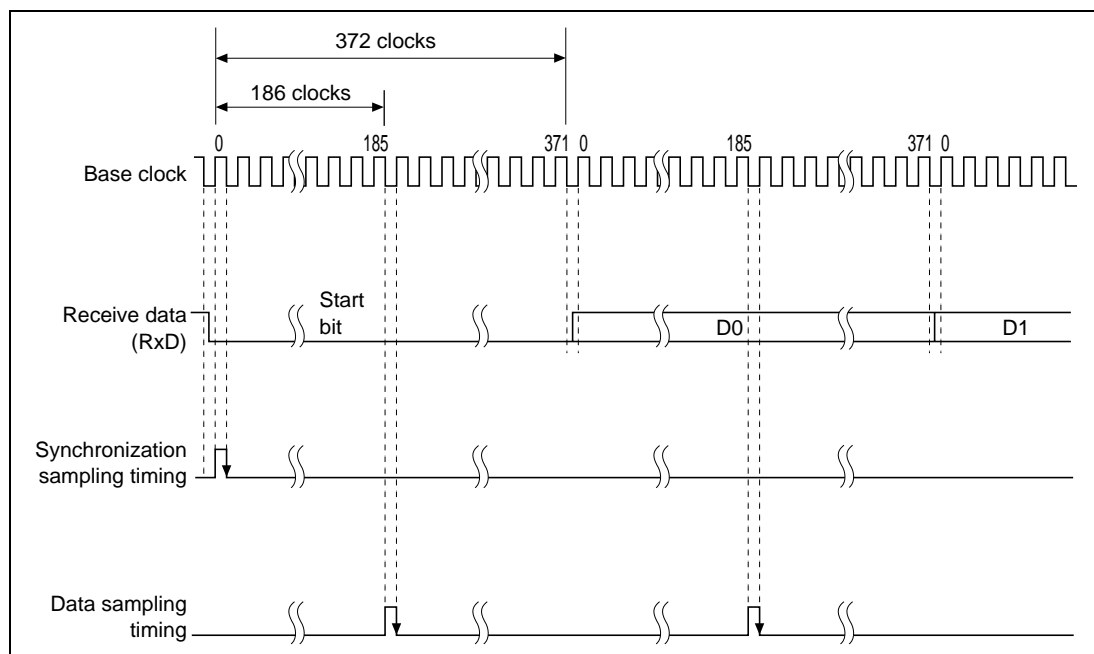 372 clocks
186 clocks
0 185 371 0 185 371 0
Base clock
Receive data
(RxD)
Start
bit
D0
D1
Synchronization
sampling timing
Data sampling
timing